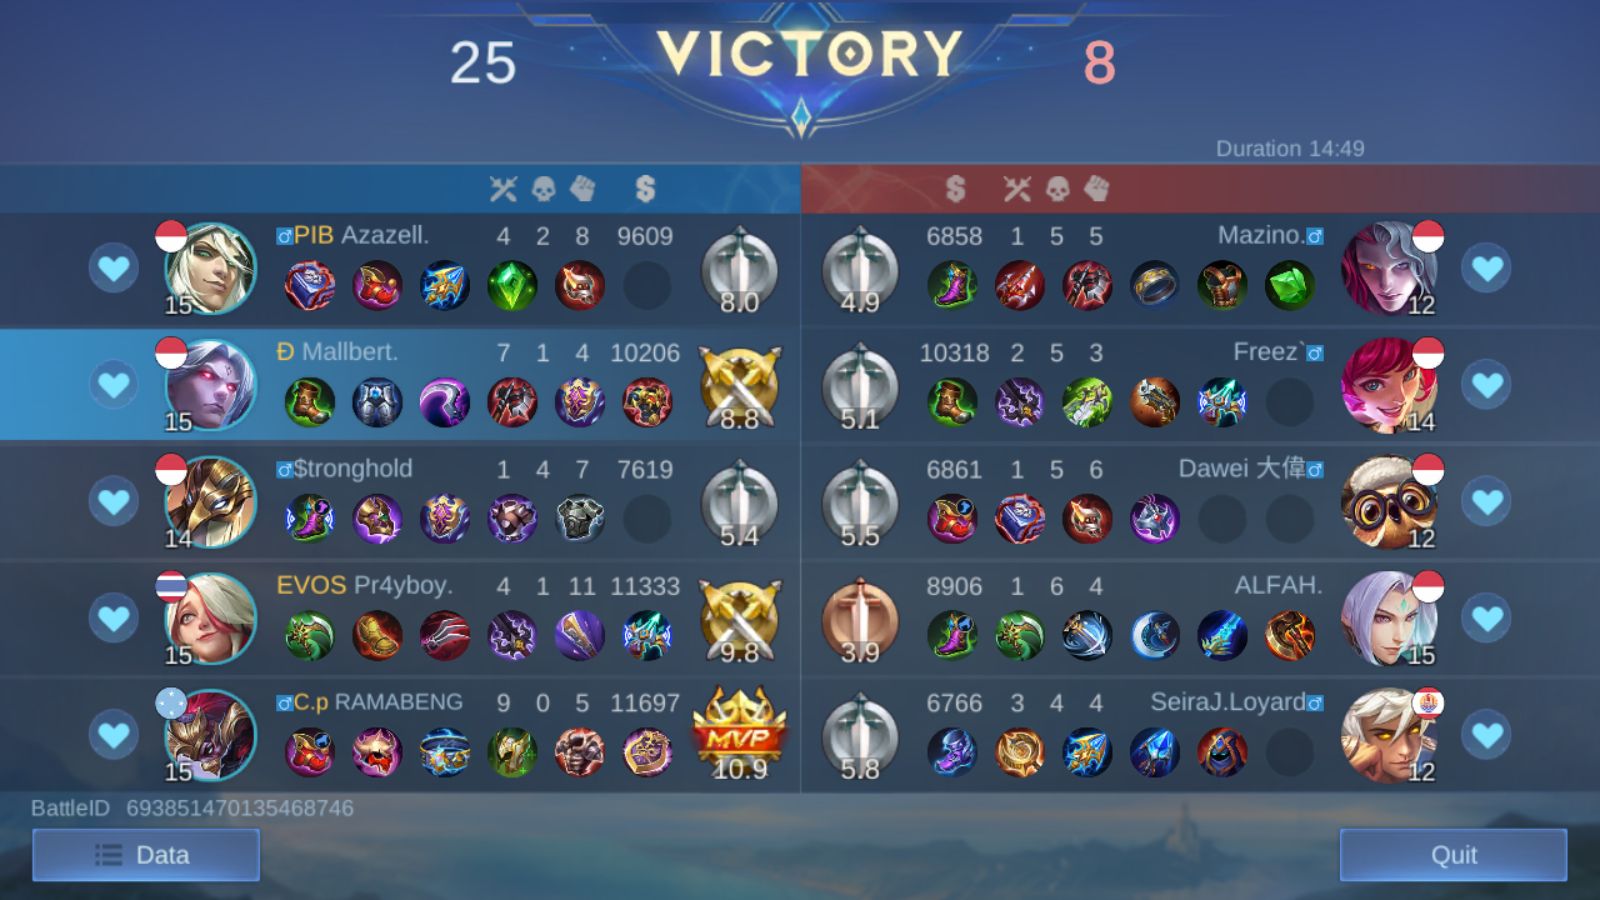 25 VICTORY 8
Duration 14:49
PIB Azazell. 4 2 8 9609
15 8.0
6858 1 5 5 Mazino.
4.9 12
Đ Mallbert. 7 1 4 10206
15 8.8
10318 2 5 3 Freez`
5.1 14
$tronghold 1 4 7 7619
14 5.4
6861 1 5 6 Dawei 大偉
5.5 12
EVOS Pr4yboy. 4 1 11 11333
15 9.8
8906 1 6 4 ALFAH.
3.9 15
C.p RAMABENG 9 0 5 11697
MVP
15 10.9
6766 3 4 4 SeiraJ.Loyard
5.8 12
BattleID 693851470135468746
Data
Quit